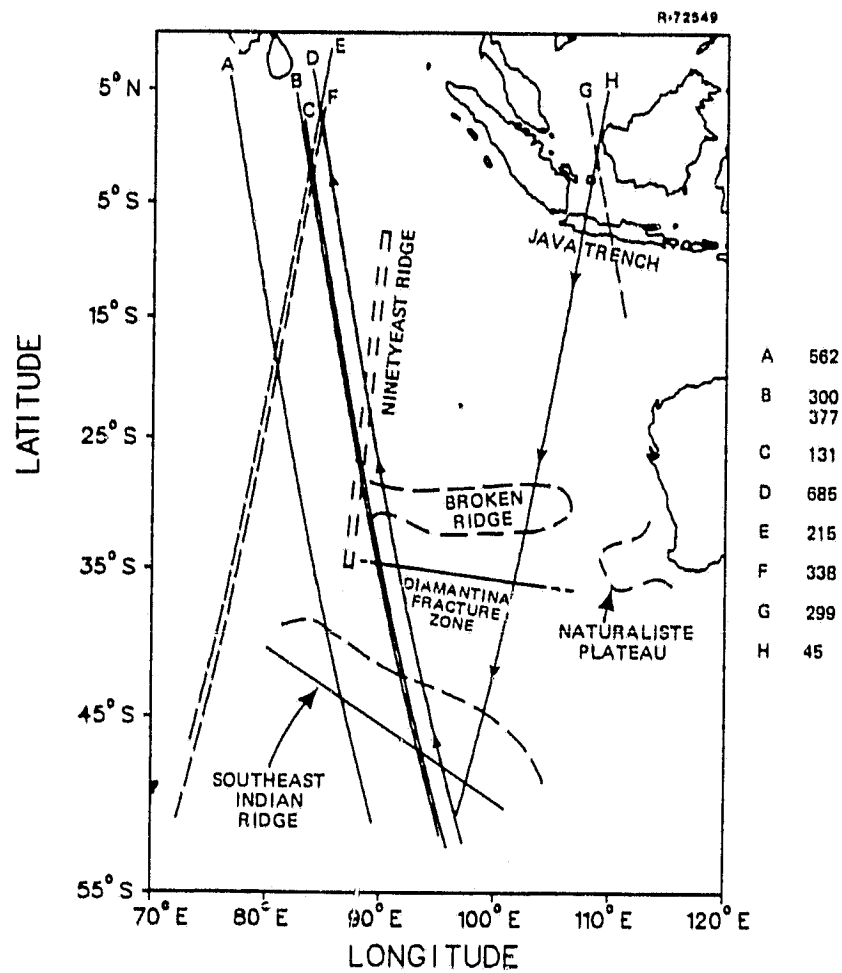 R-72549
A
B
C
D
E
F
G
H
5° N
5° S
15° S
25° S
35° S
45° S
55° S
LATITUDE
JAVA TRENCH
NINETYEAST RIDGE
BROKEN
RIDGE
DIAMANTINA
FRACTURE
ZONE
NATURALISTE
PLATEAU
SOUTHEAST
INDIAN
RIDGE
A 562
B 300
377
C 131
D 685
E 215
F 338
G 299
H 45
70° E
80° E
90° E
100° E
110° E
120° E
LONGITUDE